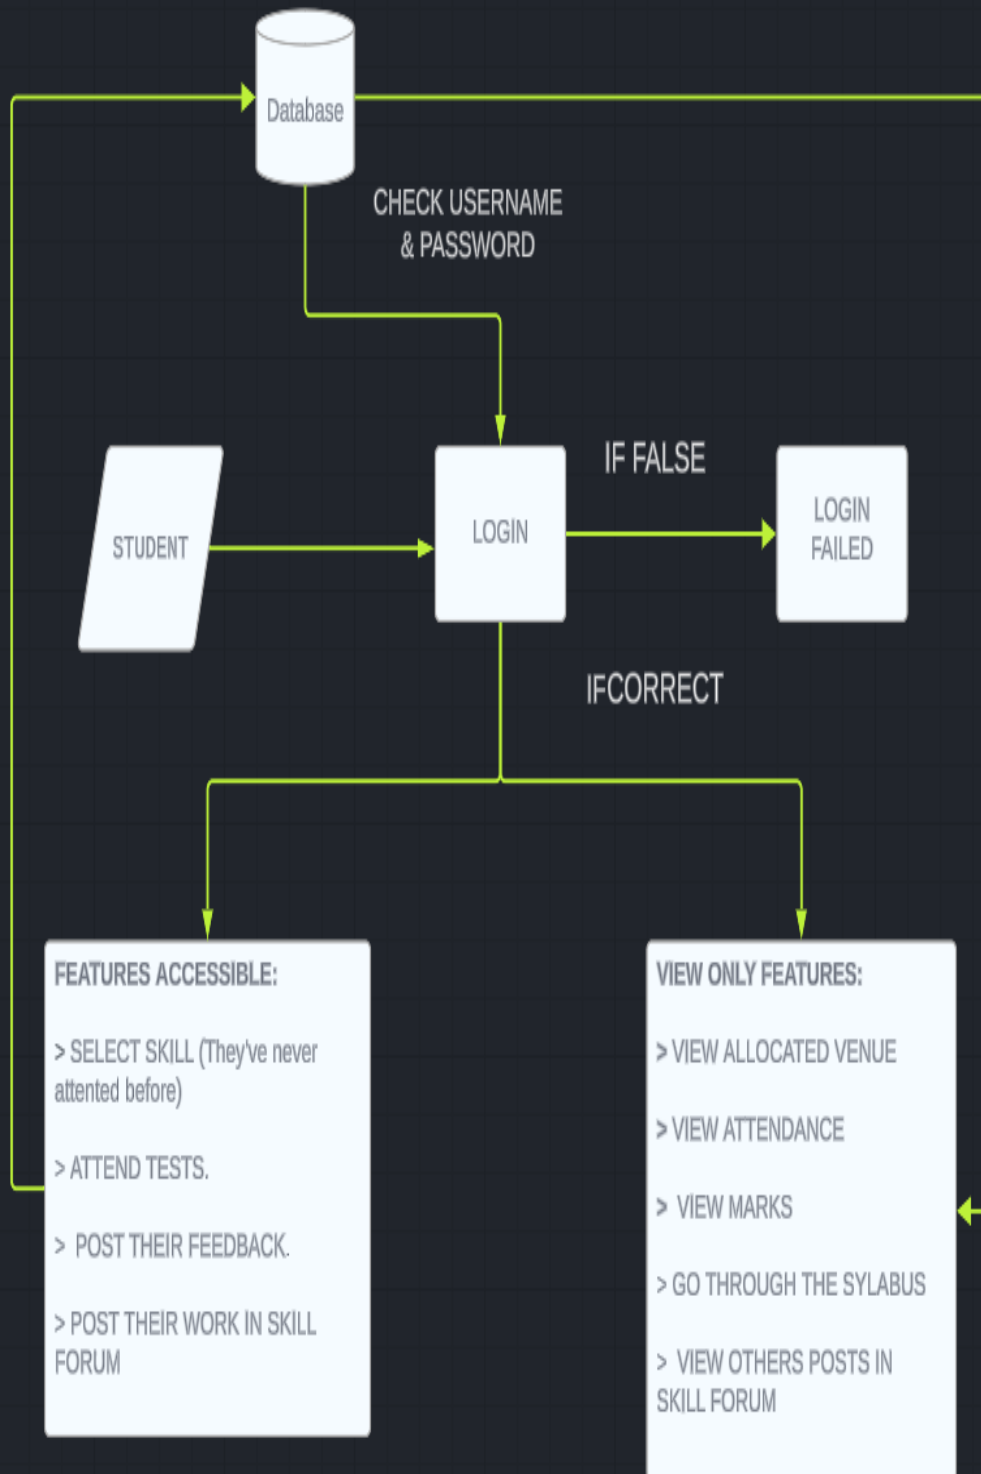 Database
CHECK USERNAME
& PASSWORD
STUDENT
LOGIN
IF FALSE
LOGIN
FAILED
IFCORRECT
FEATURES ACCESSIBLE:
> SELECT SKILL (They've never
attented before)
> ATTEND TESTS.
> POST THEIR FEEDBACK.
> POST THEIR WORK IN SKILL
FORUM
VIEW ONLY FEATURES:
> VIEW ALLOCATED VENUE
> VIEW ATTENDANCE
> VIEW MARKS
> GO THROUGH THE SYLABUS
> VIEW OTHERS POSTS IN
SKILL FORUM